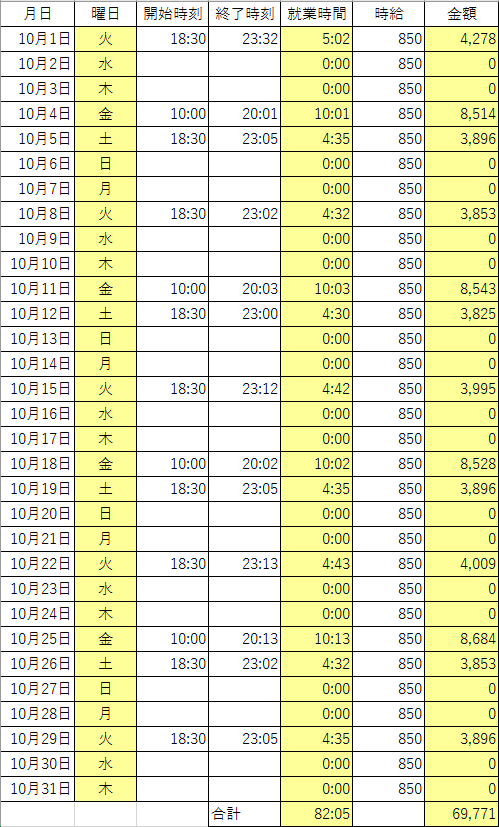 月日 曜日 開始時刻 終了時刻 就業時間 時給 金額
10月1日 火 18:30 23:32 5:02 850 4,278
10月2日 水 0:00 850 0
10月3日 木 0:00 850 0
10月4日 金 10:00 20:01 10:01 850 8,514
10月5日 土 18:30 23:05 4:35 850 3,896
10月6日 日 0:00 850 0
10月7日 月 0:00 850 0
10月8日 火 18:30 23:02 4:32 850 3,853
10月9日 水 0:00 850 0
10月10日 木 0:00 850 0
10月11日 金 10:00 20:03 10:03 850 8,543
10月12日 土 18:30 23:00 4:30 850 3,825
10月13日 日 0:00 850 0
10月14日 月 0:00 850 0
10月15日 火 18:30 23:12 4:42 850 3,995
10月16日 水 0:00 850 0
10月17日 木 0:00 850 0
10月18日 金 10:00 20:02 10:02 850 8,528
10月19日 土 18:30 23:05 4:35 850 3,896
10月20日 日 0:00 850 0
10月21日 月 0:00 850 0
10月22日 火 18:30 23:13 4:43 850 4,009
10月23日 水 0:00 850 0
10月24日 木 0:00 850 0
10月25日 金 10:00 20:13 10:13 850 8,684
10月26日 土 18:30 23:02 4:32 850 3,853
10月27日 日 0:00 850 0
10月28日 月 0:00 850 0
10月29日 火 18:30 23:05 4:35 850 3,896
10月30日 水 0:00 850 0
10月31日 木 0:00 850 0
合計 82:05 69,771